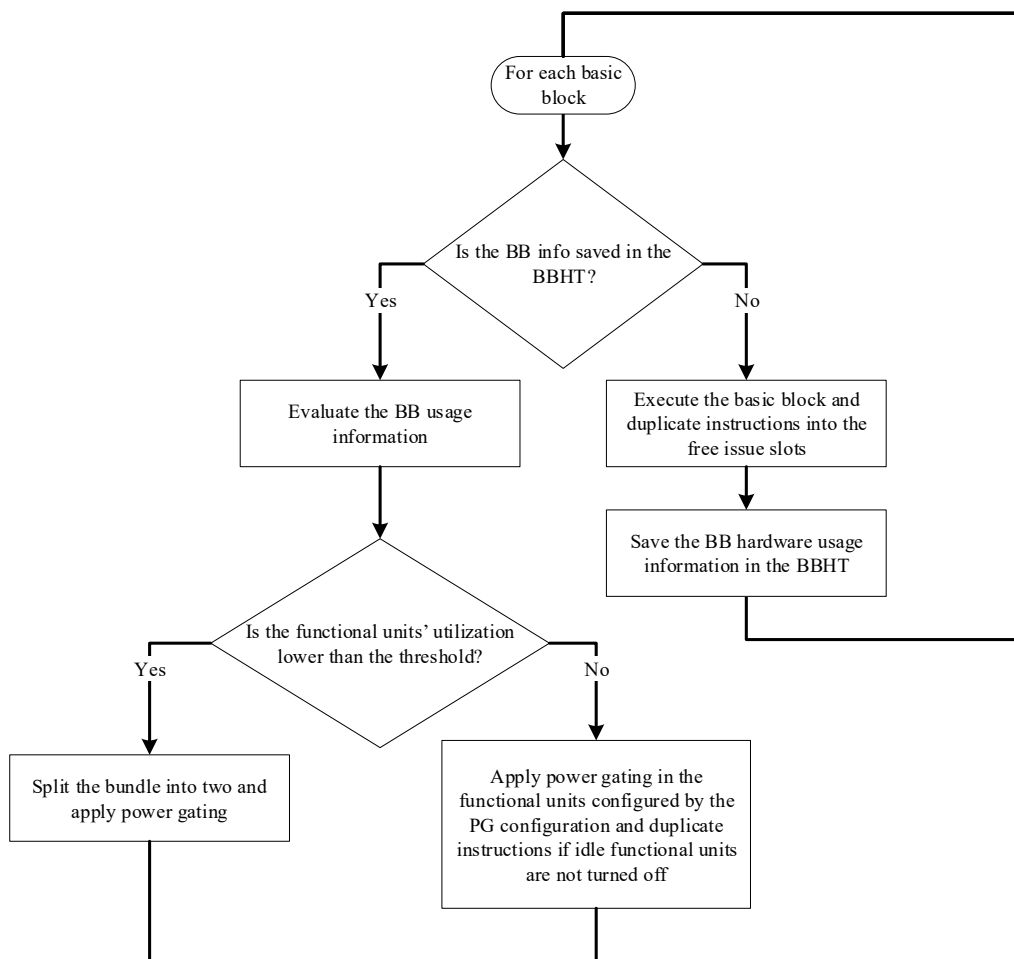 For each basic
block
Is the BB info saved in the
BBHT?
Yes
No
Evaluate the BB usage
information
Execute the basic block and
duplicate instructions into the
free issue slots
Save the BB hardware usage
information in the BBHT
Is the functional units’ utilization
lower than the threshold?
Yes
No
Split the bundle into two and
apply power gating
Apply power gating in the
functional units configured by the
PG configuration and duplicate
instructions if idle functional units
are not turned off